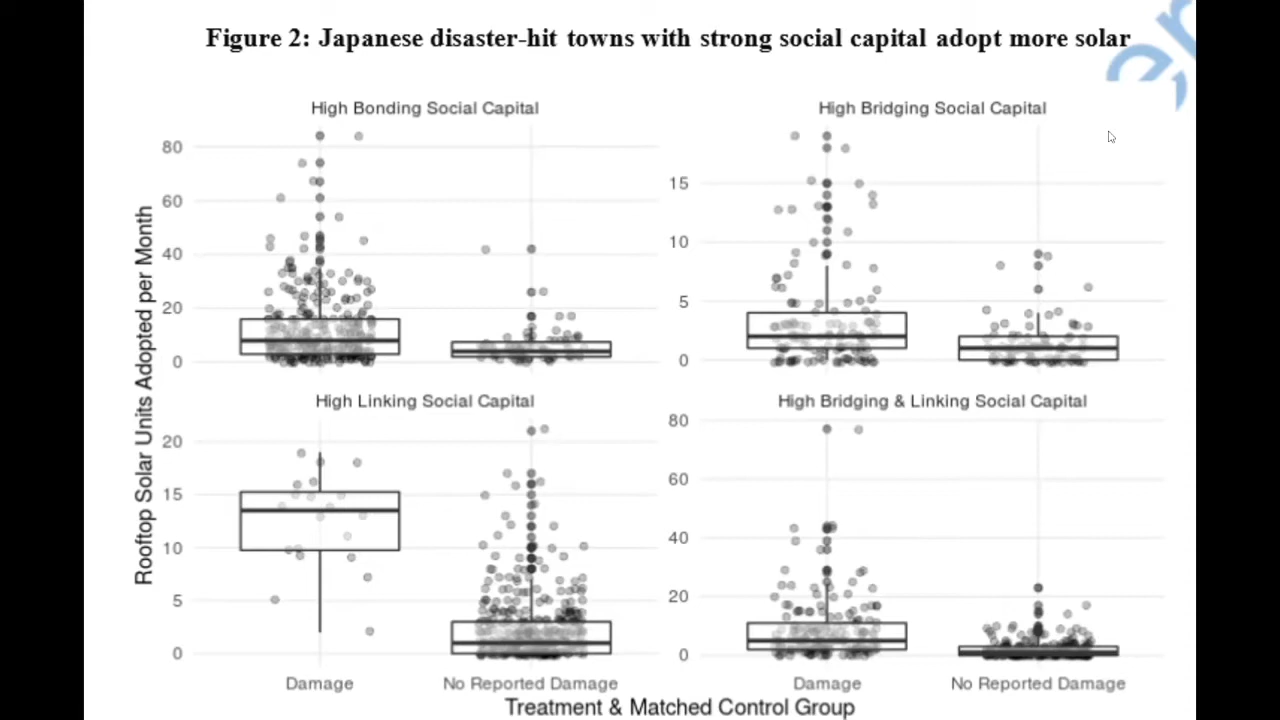 Figure 2: Japanese disaster-hit towns with strong social capital adopt more solar
High Bonding Social Capital
80
60
40
20
0
High Bridging Social Capital
15
10
5
0
Rooftop Solar Units Adopted per Month
High Linking Social Capital
20
15
10
5
0
High Bridging & Linking Social Capital
80
60
40
20
0
Damage No Reported Damage
Damage No Reported Damage
Treatment & Matched Control Group